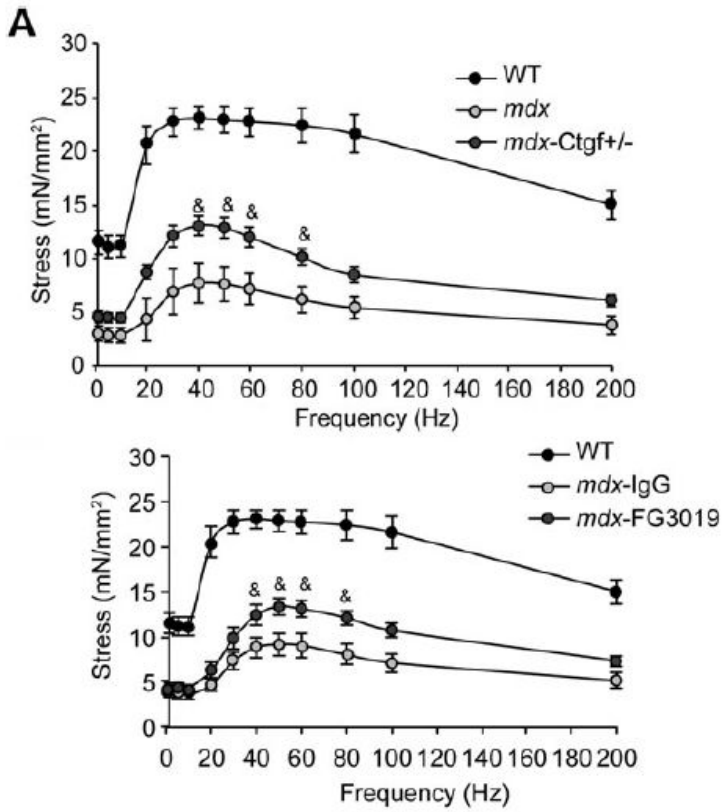 A
30
25
20
15
10
5
0
Stress (mN/mm²)
WT
mdx
mdx-Ctgf+/-
& & & &
0 20 40 60 80 100 120 140 160 180 200
Frequency (Hz)
30
25
20
15
10
5
0
Stress (mN/mm²)
WT
mdx-IgG
mdx-FG3019
& & & &
0 20 40 60 80 100 120 140 160 180 200
Frequency (Hz)